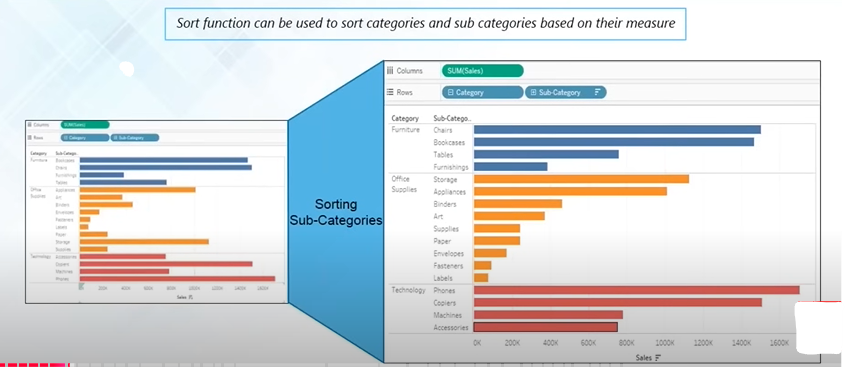 Sort function can be used to sort categories and sub categories based on their measure
Columns SUM(Sales)
Rows Category Sub-Category
Category Sub-Catego..
Furniture Bookcases
Chairs
Furnishings
Tables
Office Supplies Appliances
Art
Binders
Envelopes
Fasteners
Labels
Paper
Storage
Supplies
Technology Accessories
Copiers
Machines
Phones
200K 400K 600K 800K 1000K 1200K 1400K 1600K
Sales
Sorting
Sub-Categories
Columns SUM(Sales)
Rows Category Sub-Category
Category Sub-Catego..
Furniture Chairs
Bookcases
Tables
Furnishings
Office Storage
Supplies Appliances
Binders
Art
Supplies
Paper
Envelopes
Fasteners
Labels
Technology Phones
Copiers
Machines
Accessories
0K 200K 400K 600K 800K 1000K 1200K 1400K 1600K
Sales